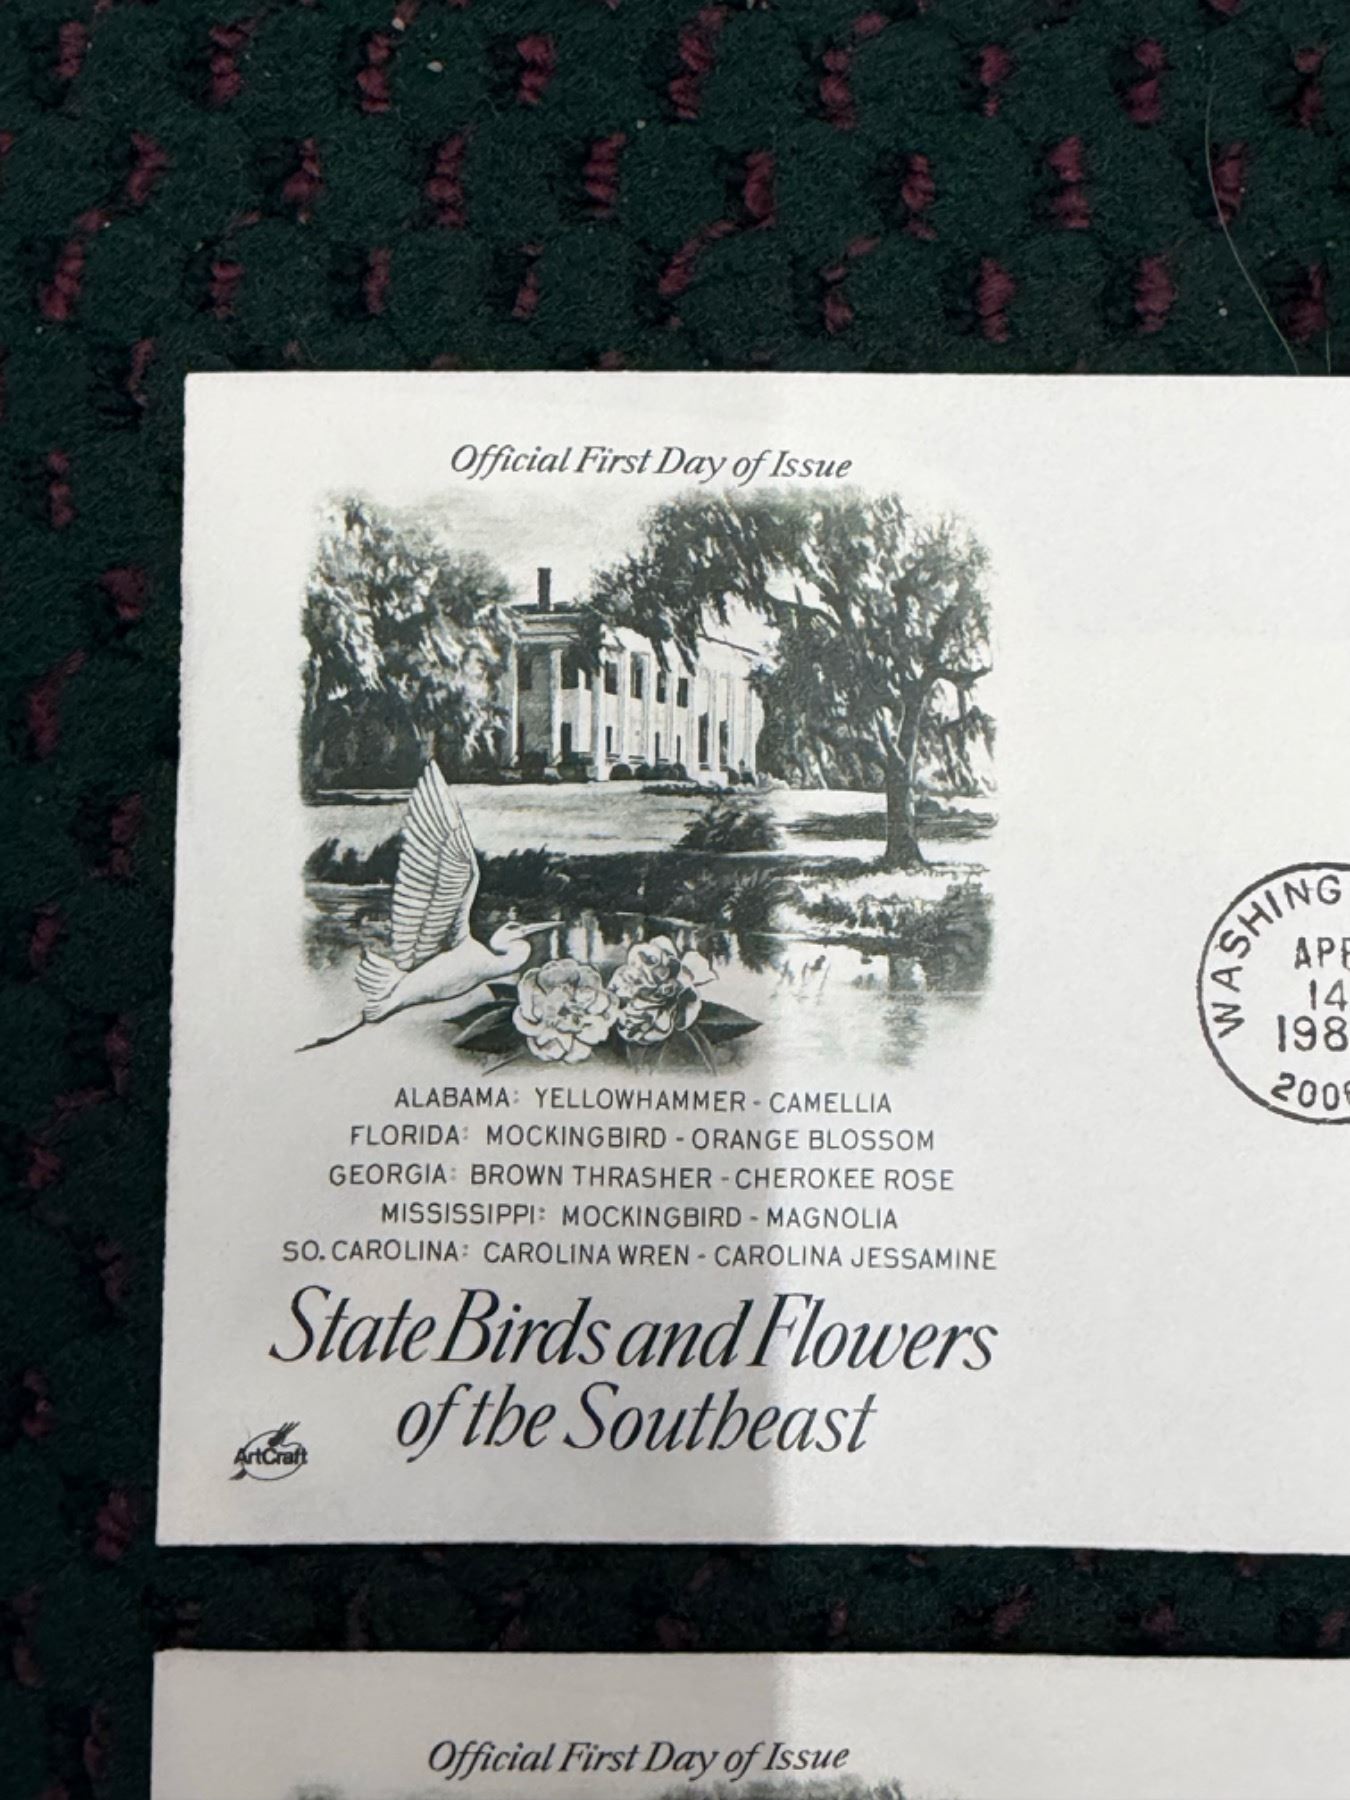 Official First Day of Issue
ALABAMA: YELLOWHAMMER - CAMELLIA
FLORIDA: MOCKINGBIRD - ORANGE BLOSSOM
GEORGIA: BROWN THRASHER - CHEROKEE ROSE
MISSISSIPPI: MOCKINGBIRD - MAGNOLIA
SO. CAROLINA: CAROLINA WREN - CAROLINA JESSAMINE
State Birds and Flowers
of the Southeast
ArtCraft
WASHING
AP
14
198
200
Official First Day of Issue